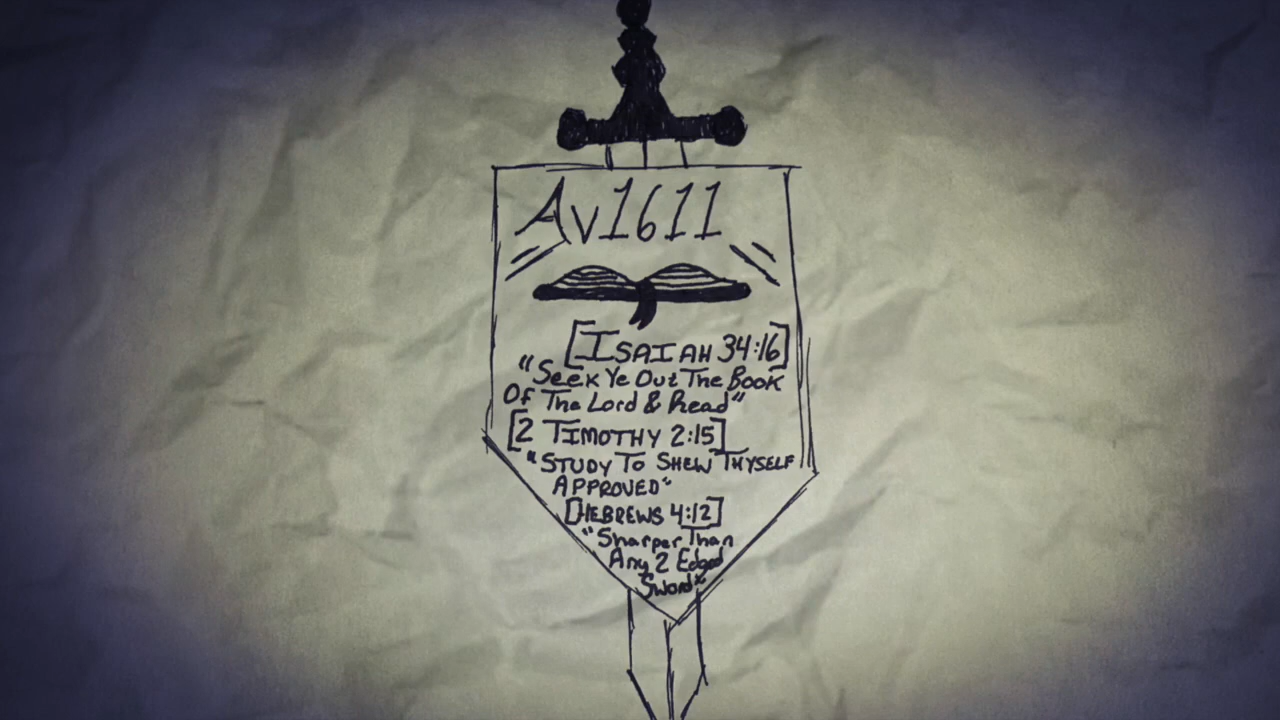 Av1611
[ISAIAH 34:16]
"Seek Ye Out The Book
Of The Lord & Read"
[2 TIMOTHY 2:15]
"STUDY TO SHEW THYSELF
APPROVED"
[HEBREWS 4:12]
"Sharper Than
Any 2 Edged
Sword"